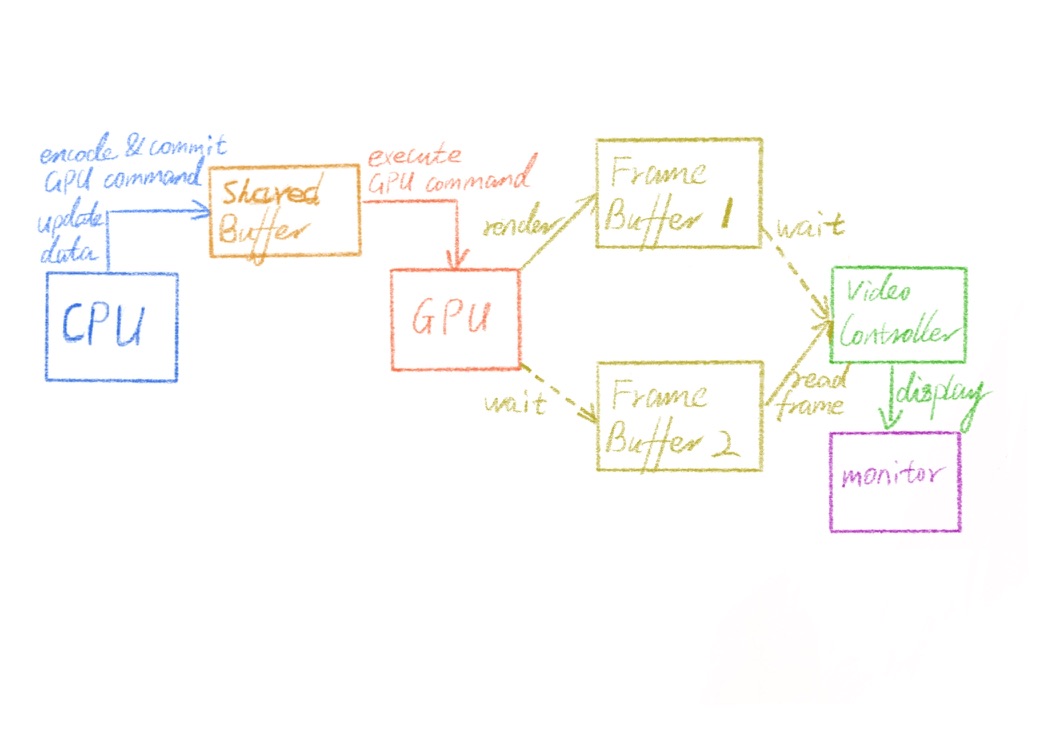 encode & commit
GPU command
update
data
CPU
Shared
Buffer
execute
GPU command
GPU
render
wait
Frame
Buffer 1
Frame
Buffer 2
wait
read
frame
Video
Controller
display
monitor